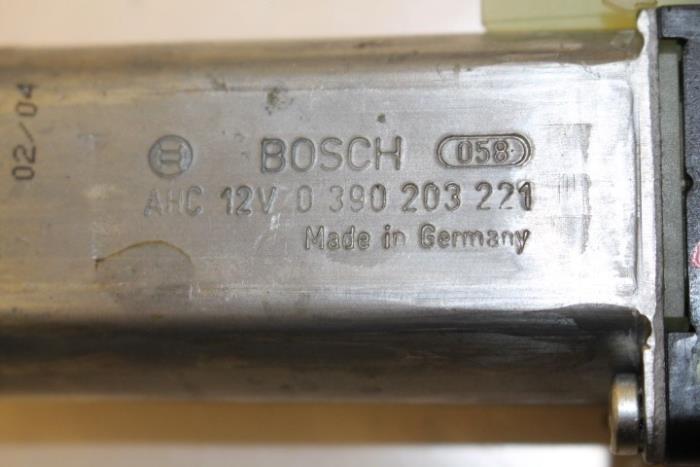 02/04
BOSCH 058
AHC 12V 0 390 203 221
Made in Germany